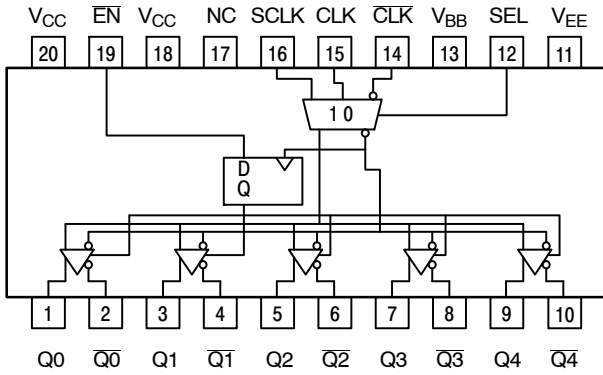 VCC EN VCC NC SCLK CLK CLK VBB SEL VEE
20 19 18 17 16 15 14 13 12 11
1 0
D
Q
1 2 3 4 5 6 7 8 9 10
Q0 Q0 Q1 Q1 Q2 Q2 Q3 Q3 Q4 Q4